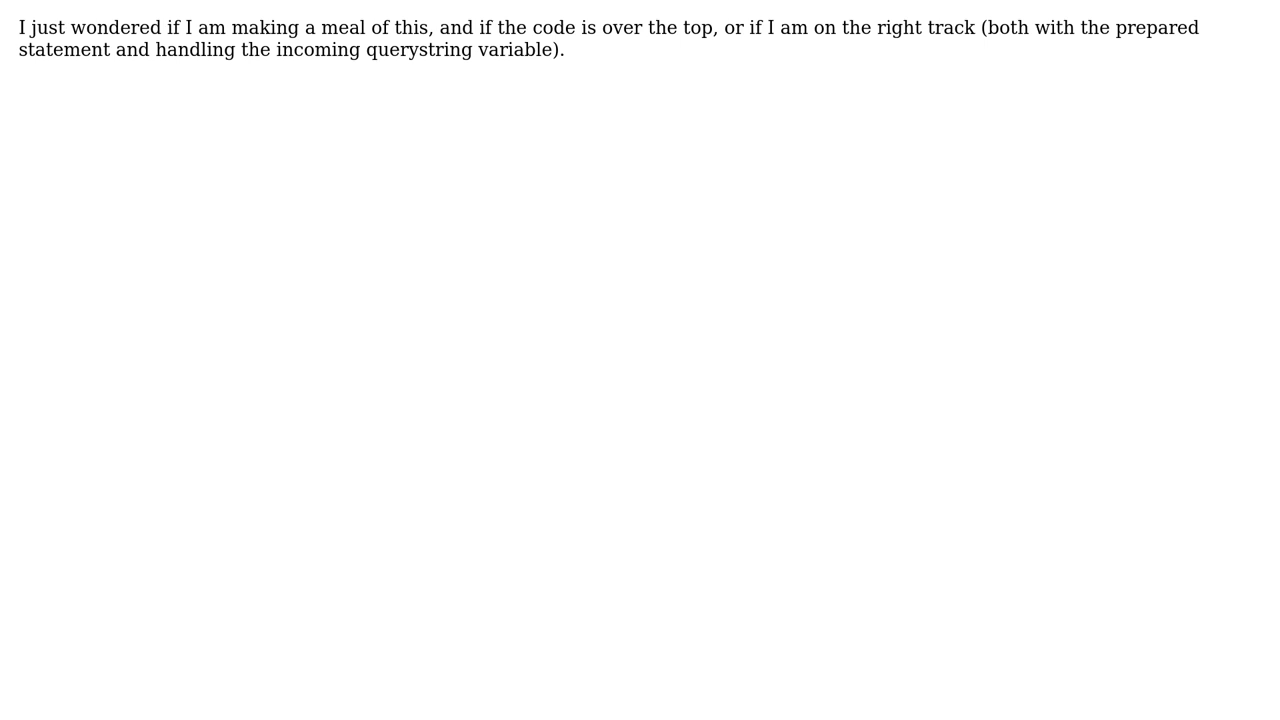 I just wondered if I am making a meal of this, and if the code is over the top, or if I am on the right track (both with the prepared
statement and handling the incoming querystring variable).